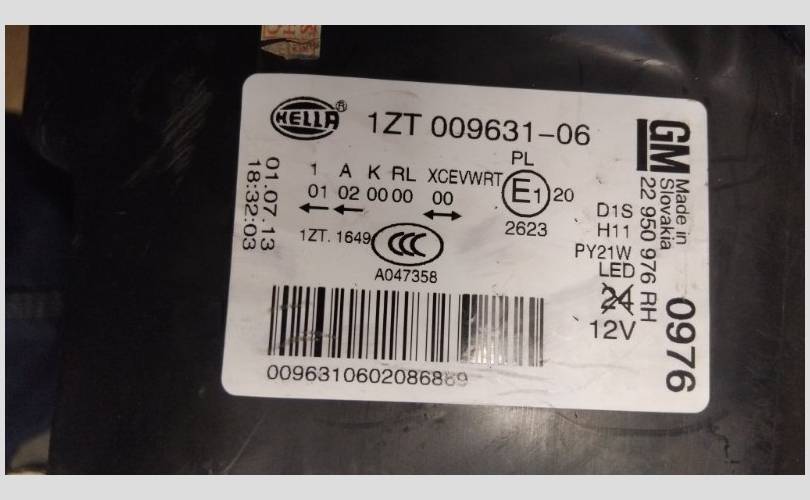 HELLA®
1ZT 009631-06
01.07.13
18:32:03
1 A K RL XCEVWRT
01 02 00 00 00
PL
E1 20
2623
1ZT. 1649
CCC
A047358
D1S
H11
PY21W
LED
24
12V
GM
Made in
Slovakia
22 950 976 RH
0976
0096310602086869